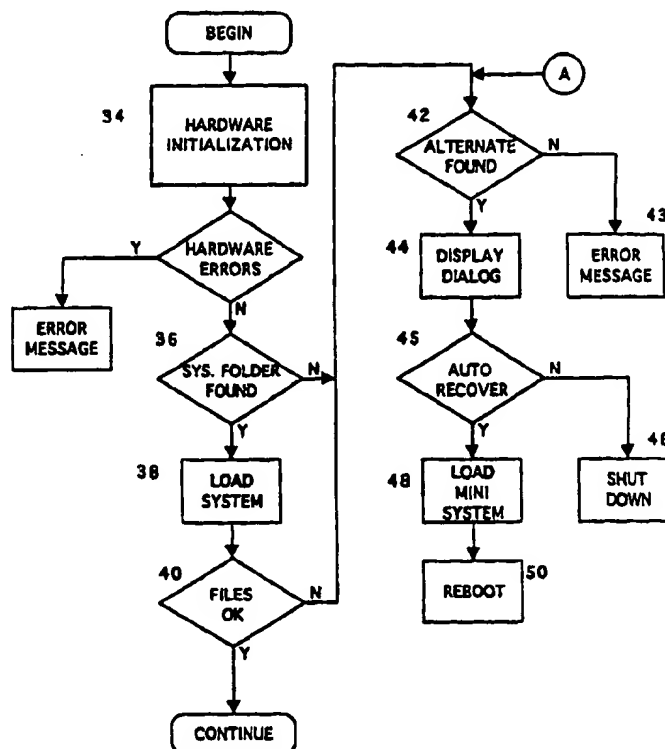 BEGIN
34
HARDWARE
INITIALIZATION
Y
HARDWARE
ERRORS
N
ERROR
MESSAGE
36
SYS. FOLDER
FOUND
N
Y
38
LOAD
SYSTEM
40
FILES
OK
N
Y
CONTINUE
A
42
ALTERNATE
FOUND
N
Y
43
ERROR
MESSAGE
44
DISPLAY
DIALOG
45
AUTO
RECOVER
N
Y
46
SHUT
DOWN
48
LOAD
MINI
SYSTEM
50
REBOOT